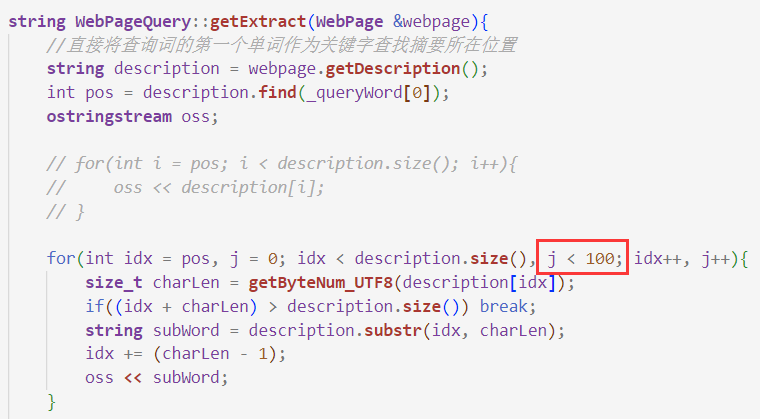 string WebPageQuery::getExtract(WebPage &webpage){
    //直接将查询词的第一个单词作为关键字查找摘要所在位置
    string description = webpage.getDescription();
    int pos = description.find(_queryWord[0]);
    ostringstream oss;
    // for(int i = pos; i < description.size(); i++){
    //     oss << description[i];
    // }
    for(int idx = pos, j = 0; idx < description.size(), j < 100; idx++, j++){
        size_t charLen = getByteNum_UTF8(description[idx]);
        if((idx + charLen) > description.size()) break;
        string subWord = description.substr(idx, charLen);
        idx += (charLen - 1);
        oss << subWord;
    }